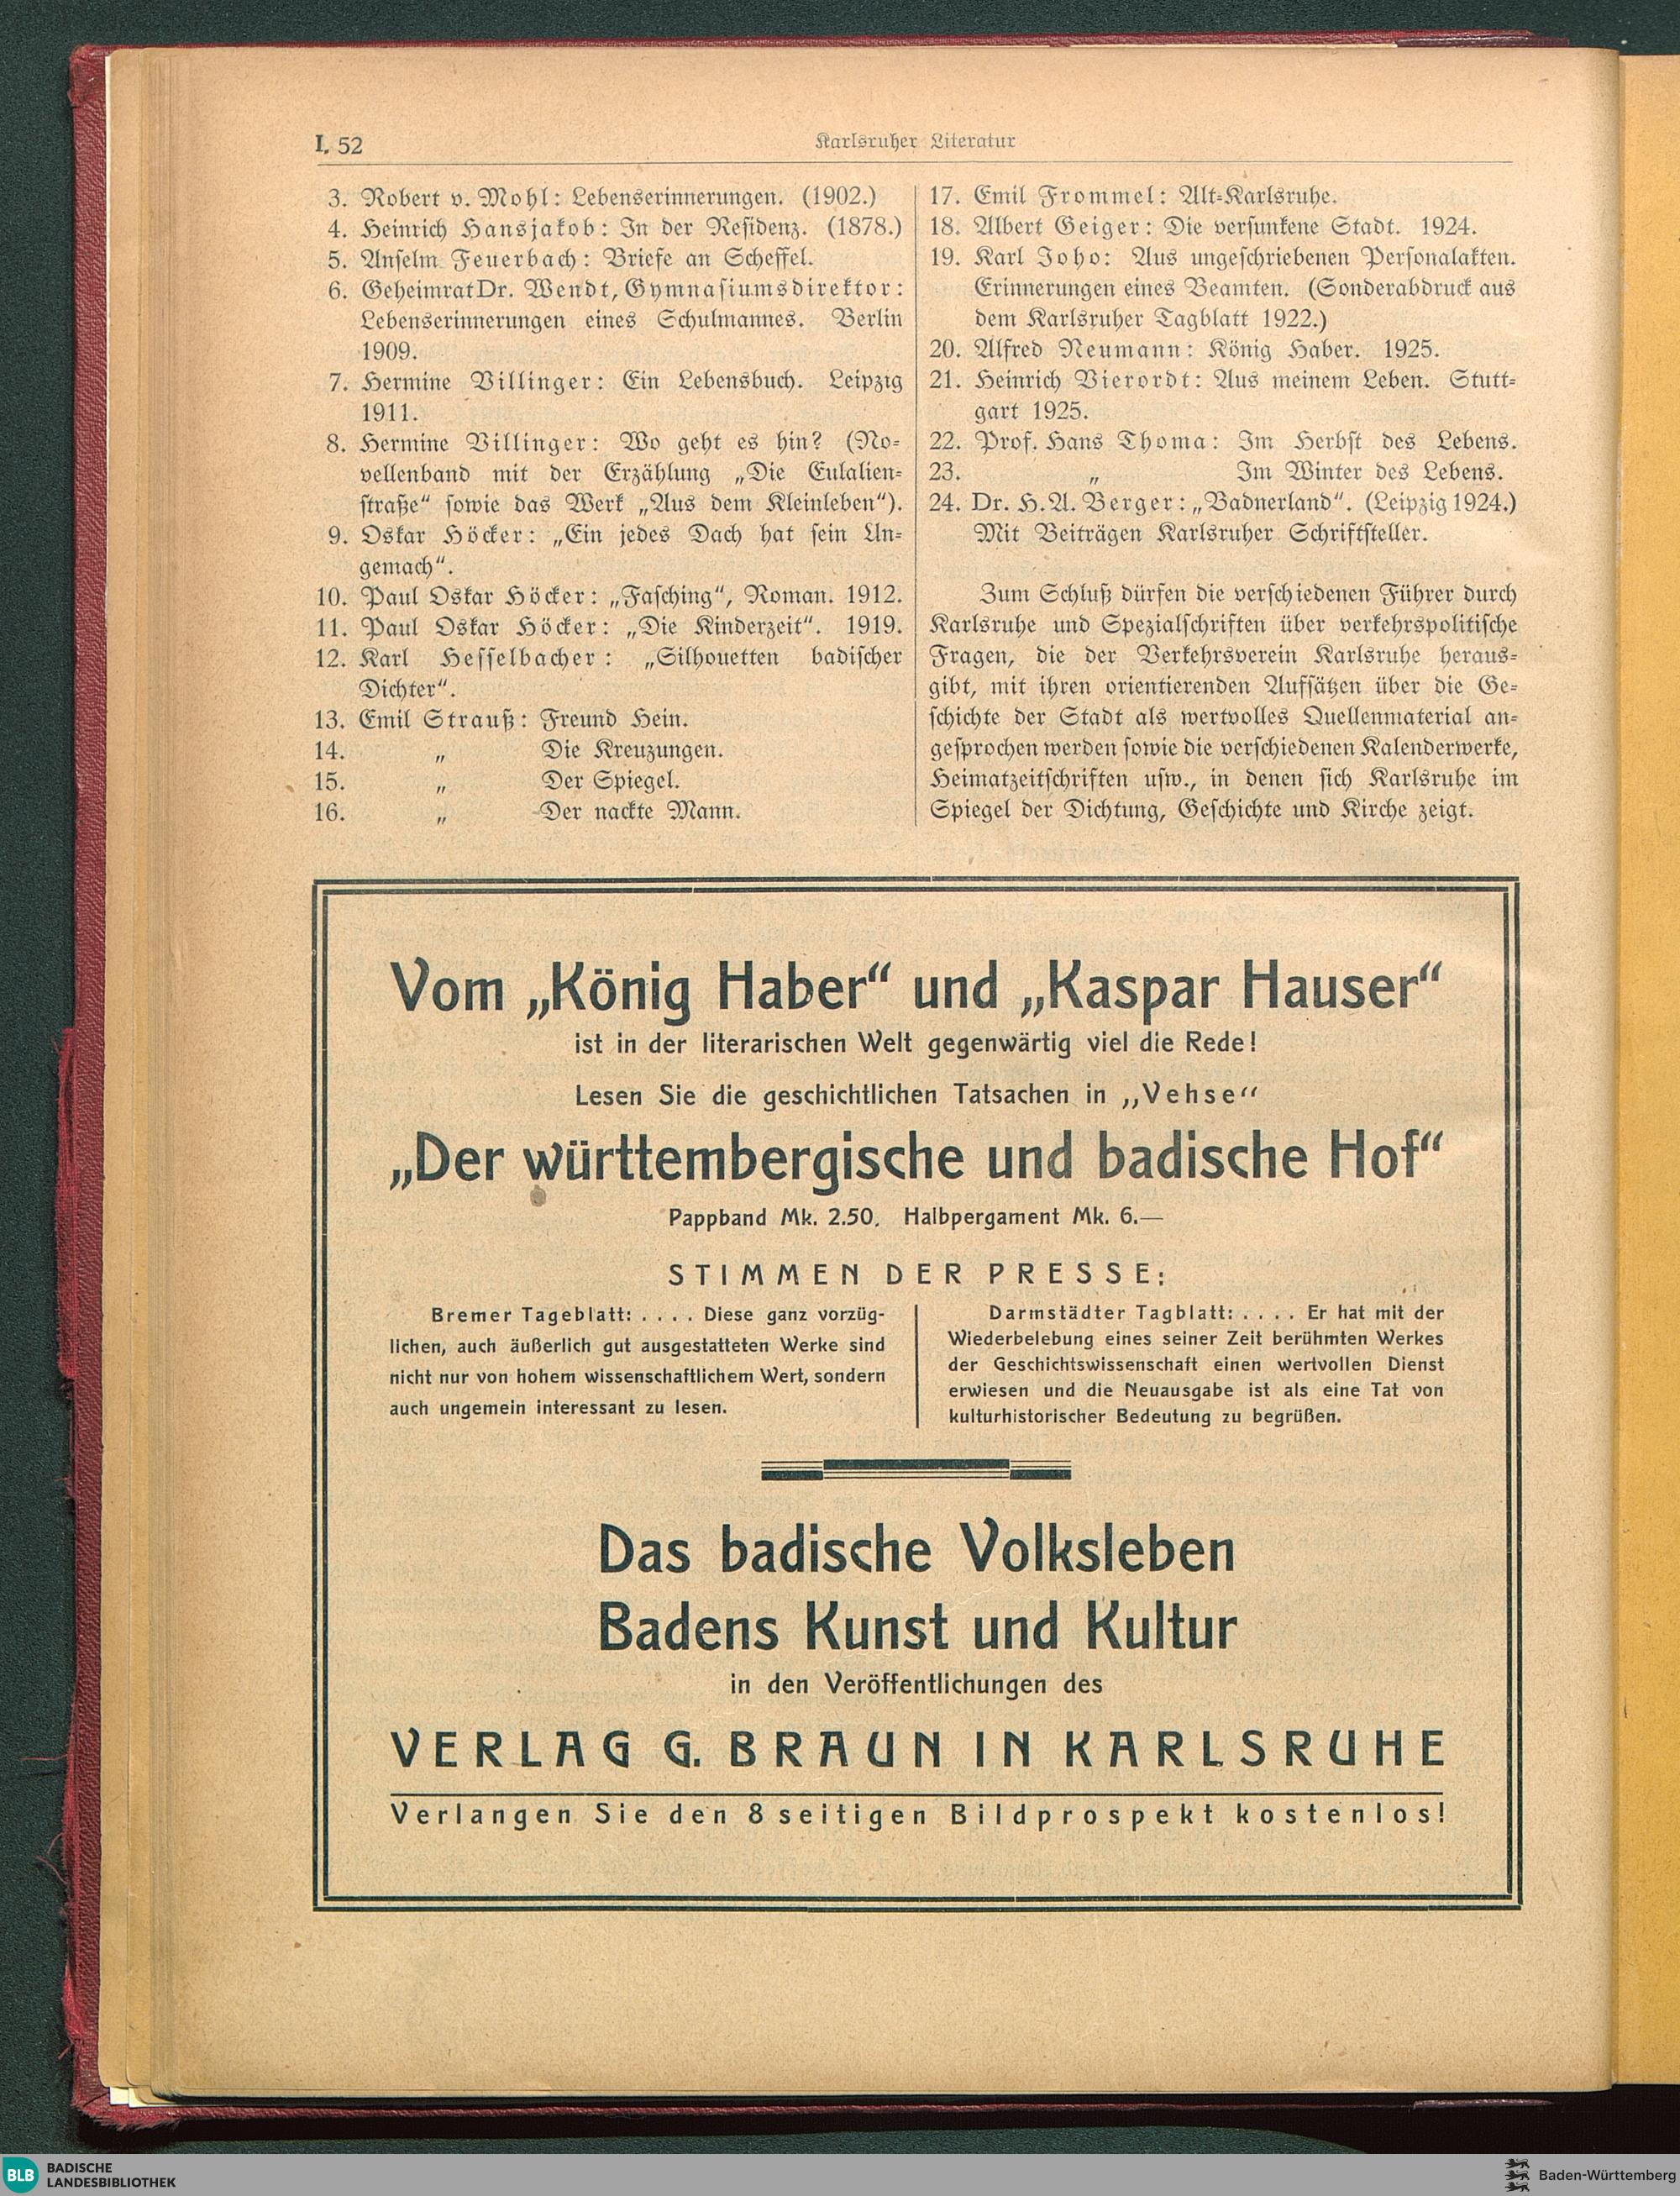 I. 52
Karlsruher Literatur
3. Robert v. Mohl: Lebenserinnerungen. (1902.)
4. Heinrich Hansjakob: In der Residenz. (1878.)
5. Anselm Feuerbach: Briefe an Scheffel.
6. Geheimrat Dr. Wendt, Gymnasiumsdirektor:
Lebenserinnerungen eines Schulmannes. Berlin
1909.
7. Hermine Villinger: Ein Lebensbuch. Leipzig
1911.
8. Hermine Villinger: Wo geht es hin? (No-
vellenband mit der Erzählung „Die Eulalien-
straße“ sowie das Werk „Aus dem Kleinleben“).
9. Oskar Höcker: „Ein jedes Dach hat sein Un-
gemach“.
10. Paul Oskar Höcker: „Fasching“, Roman. 1912.
11. Paul Oskar Höcker: „Die Kinderzeit“. 1919.
12. Karl Hesselbacher: „Silhouetten badischer
Dichter“.
13. Emil Strauß: Freund Hein.
14. „ Die Kreuzungen.
15. „ Der Spiegel.
16. „ Der nackte Mann.
17. Emil Frommel: Alt-Karlsruhe.
18. Albert Geiger: Die versunkene Stadt. 1924.
19. Karl Joho: Aus ungeschriebenen Personalakten.
Erinnerungen eines Beamten. (Sonderabdruck aus
dem Karlsruher Tagblatt 1922.)
20. Alfred Neumann: König Haber. 1925.
21. Heinrich Vierordt: Aus meinem Leben. Stutt-
gart 1925.
22. Prof. Hans Thoma: Im Herbst des Lebens.
23. „ Im Winter des Lebens.
24. Dr. H. A. Berger: „Badnerland“. (Leipzig 1924.)
Mit Beiträgen Karlsruher Schriftsteller.
Zum Schluß dürfen die verschiedenen Führer durch
Karlsruhe und Spezialschriften über verkehrspolitische
Fragen, die der Verkehrsverein Karlsruhe heraus-
gibt, mit ihren orientierenden Aufsätzen über die Ge-
schichte der Stadt als wertvolles Quellenmaterial an-
gesprochen werden sowie die verschiedenen Kalenderwerke,
Heimatzeitschriften usw., in denen sich Karlsruhe im
Spiegel der Dichtung, Geschichte und Kirche zeigt.
Vom „König Haber“ und „Kaspar Hauser“
ist in der literarischen Welt gegenwärtig viel die Rede!
Lesen Sie die geschichtlichen Tatsachen in „Vehse“
„Der württembergische und badische Hof“
Pappband Mk. 2.50. Halbpergament Mk. 6.—
STIMMEN DER PRESSE:
Bremer Tageblatt: . . . . Diese ganz vorzüg-
lichen, auch äußerlich gut ausgestatteten Werke sind
nicht nur von hohem wissenschaftlichem Wert, sondern
auch ungemein interessant zu lesen.
Darmstädter Tagblatt: . . . . Er hat mit der
Wiederbelebung eines seiner Zeit berühmten Werkes
der Geschichtswissenschaft einen wertvollen Dienst
erwiesen und die Neuausgabe ist als eine Tat von
kulturhistorischer Bedeutung zu begrüßen.
Das badische Volksleben
Badens Kunst und Kultur
in den Veröffentlichungen des
VERLAG G. BRAUN IN KARLSRUHE
Verlangen Sie den 8seitigen Bildprospekt kostenlos!
BLB BADISCHE
LANDESBIBLIOTHEK
Baden-Württemberg